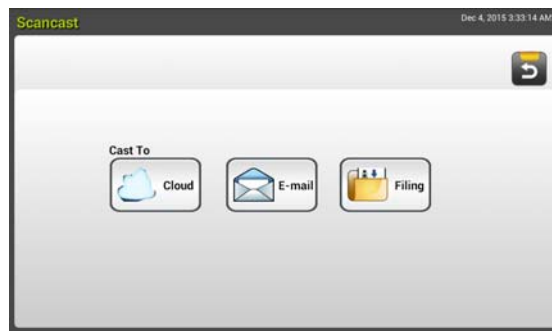 Scancast
Dec 4, 2015 3:33:14 AM
Cast To
Cloud
E-mail
Filing